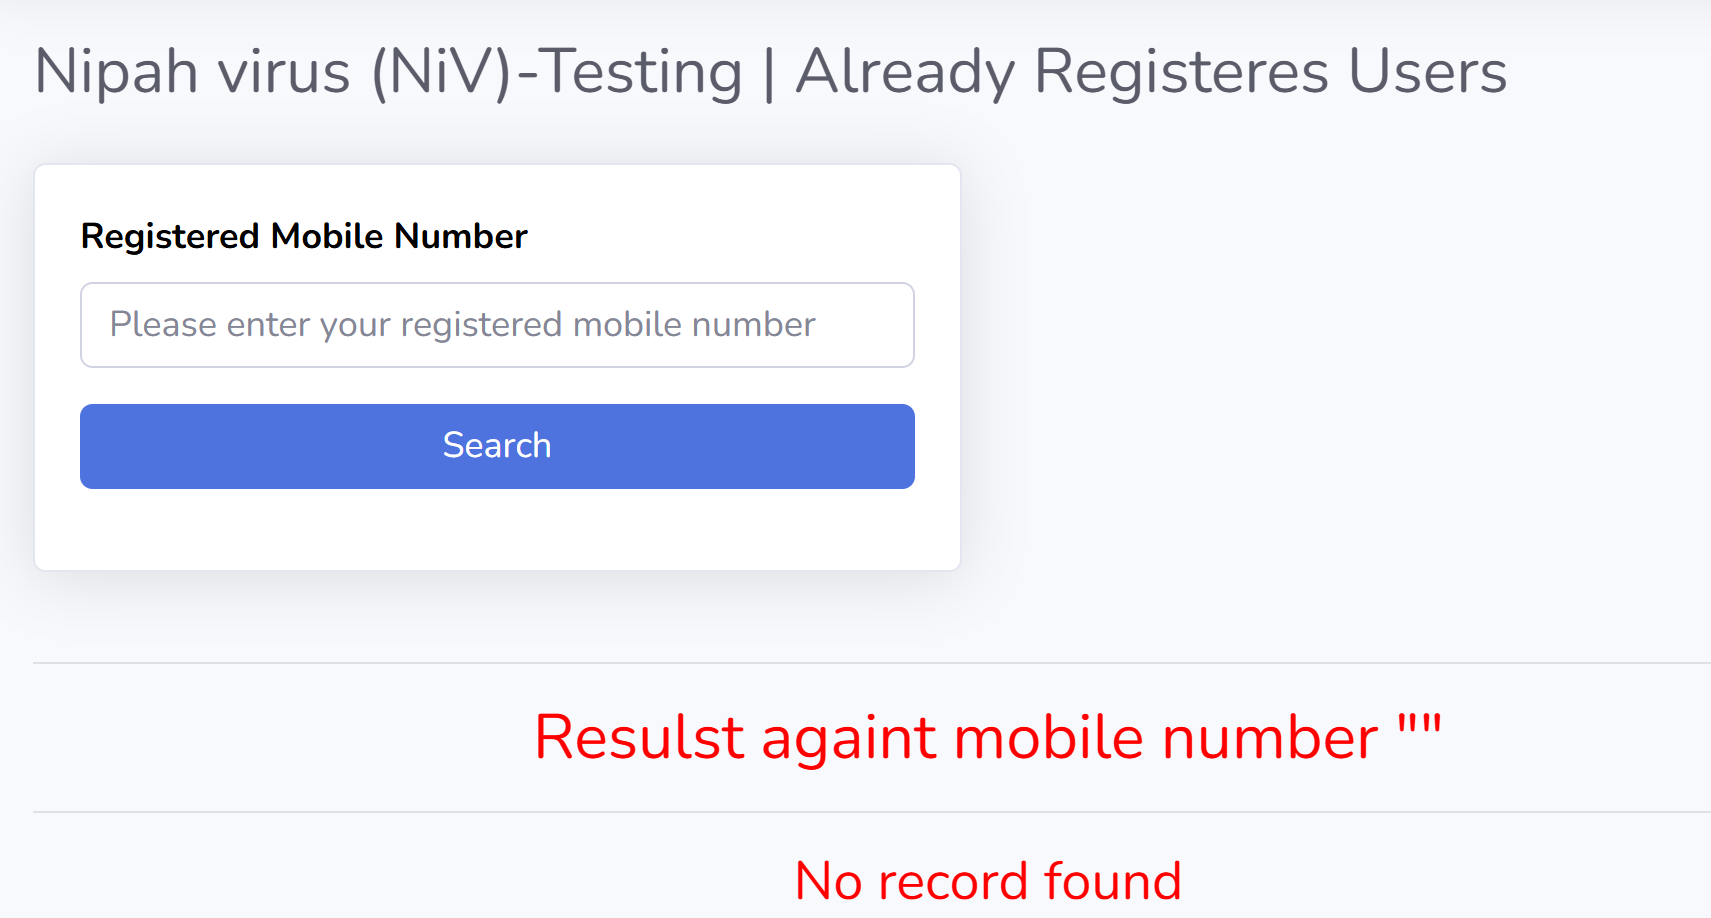 Nipah virus (NiV)-Testing | Already Registeres Users
Registered Mobile Number
Please enter your registered mobile number
Search
Resulst againt mobile number ""
No record found